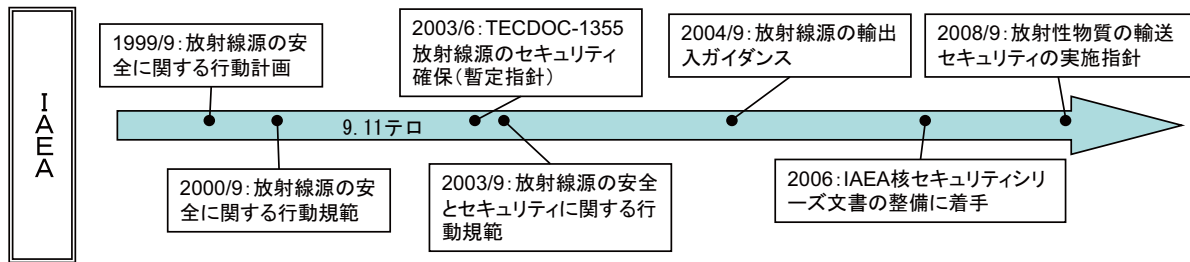 IAEA
1999/9:放射線源の安
全に関する行動計画
2003/6:TECDOC-1355
放射線源のセキュリティ
確保(暫定指針)
2004/9:放射線源の輸出
入ガイダンス
2008/9:放射性物質の輸送
セキュリティの実施指針
9.11テロ
2000/9:放射線源の安
全に関する行動規範
2003/9:放射線源の安全
とセキュリティに関する行
動規範
2006:IAEA核セキュリティシリ
ーズ文書の整備に着手